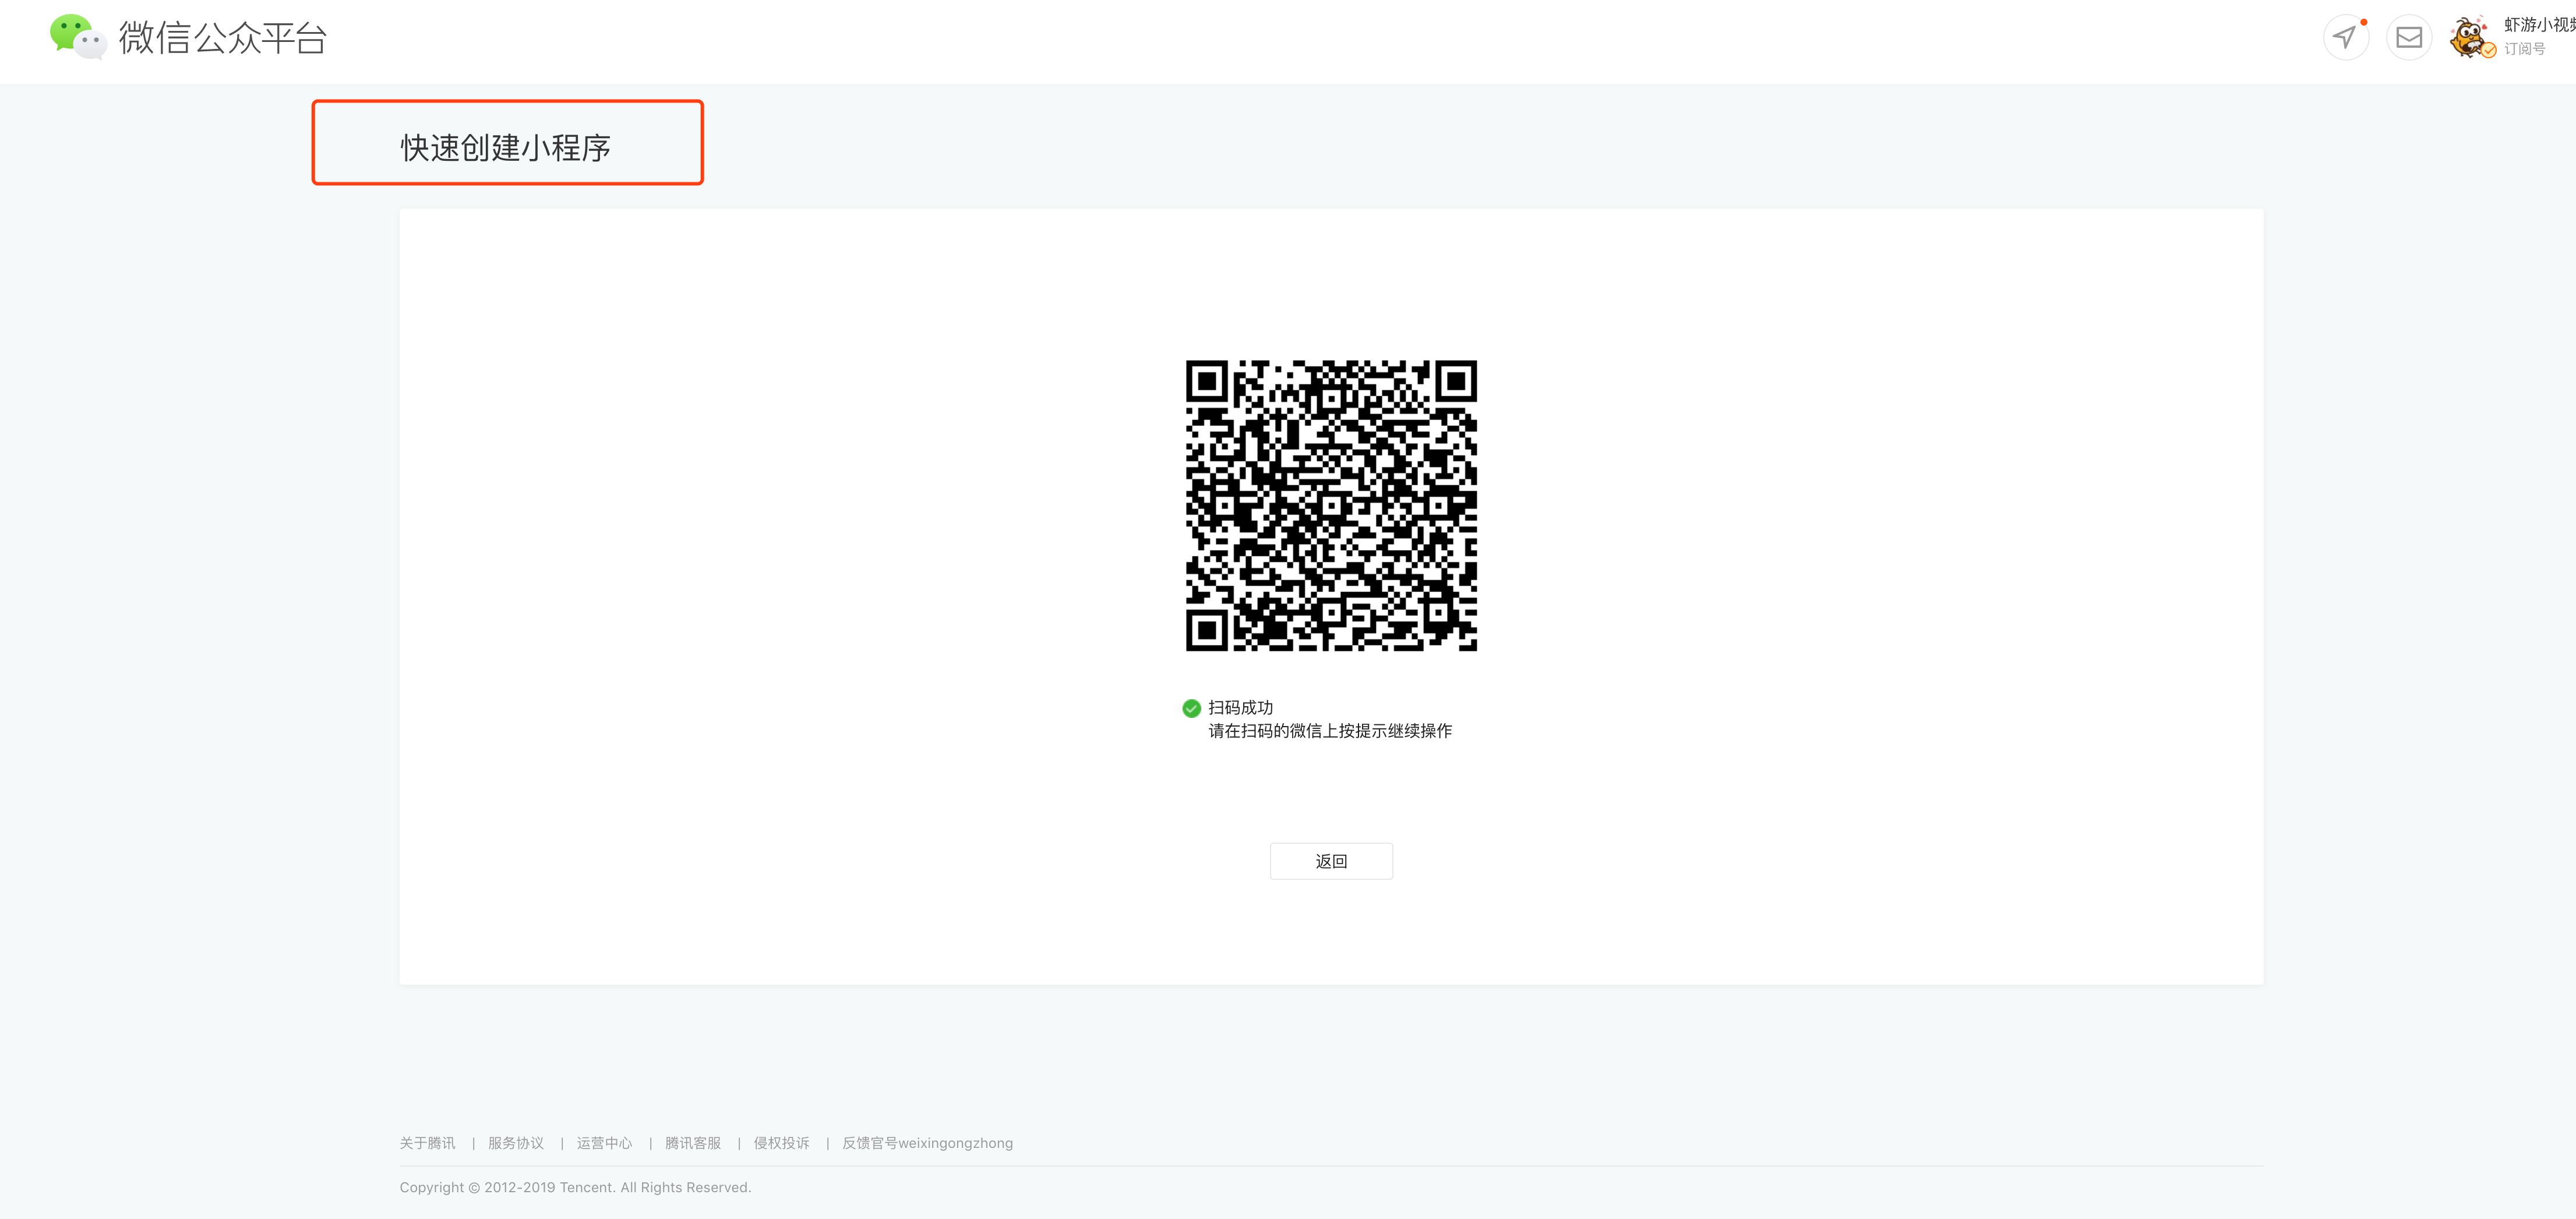 微信公众平台
虾游小视
订阅号
快速创建小程序
扫码成功
请在扫码的微信上按提示继续操作
返回
关于腾讯 | 服务协议 | 运营中心 | 腾讯客服 | 侵权投诉 | 反馈官号weixingongzhong
Copyright © 2012-2019 Tencent. All Rights Reserved.